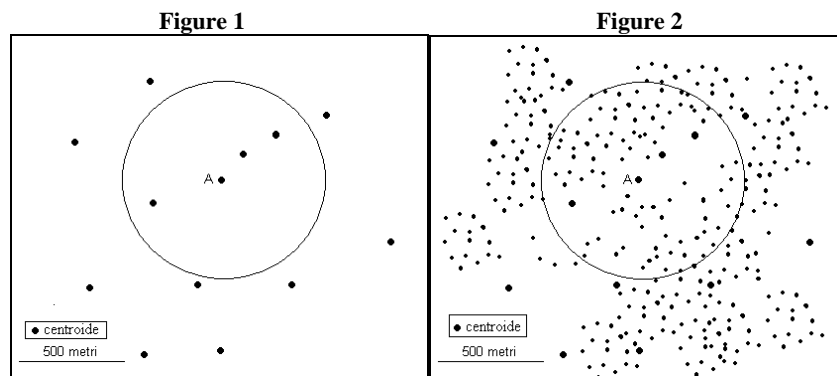 Figure 1
A
centroide
500 metri
Figure 2
A
centroide
500 metri